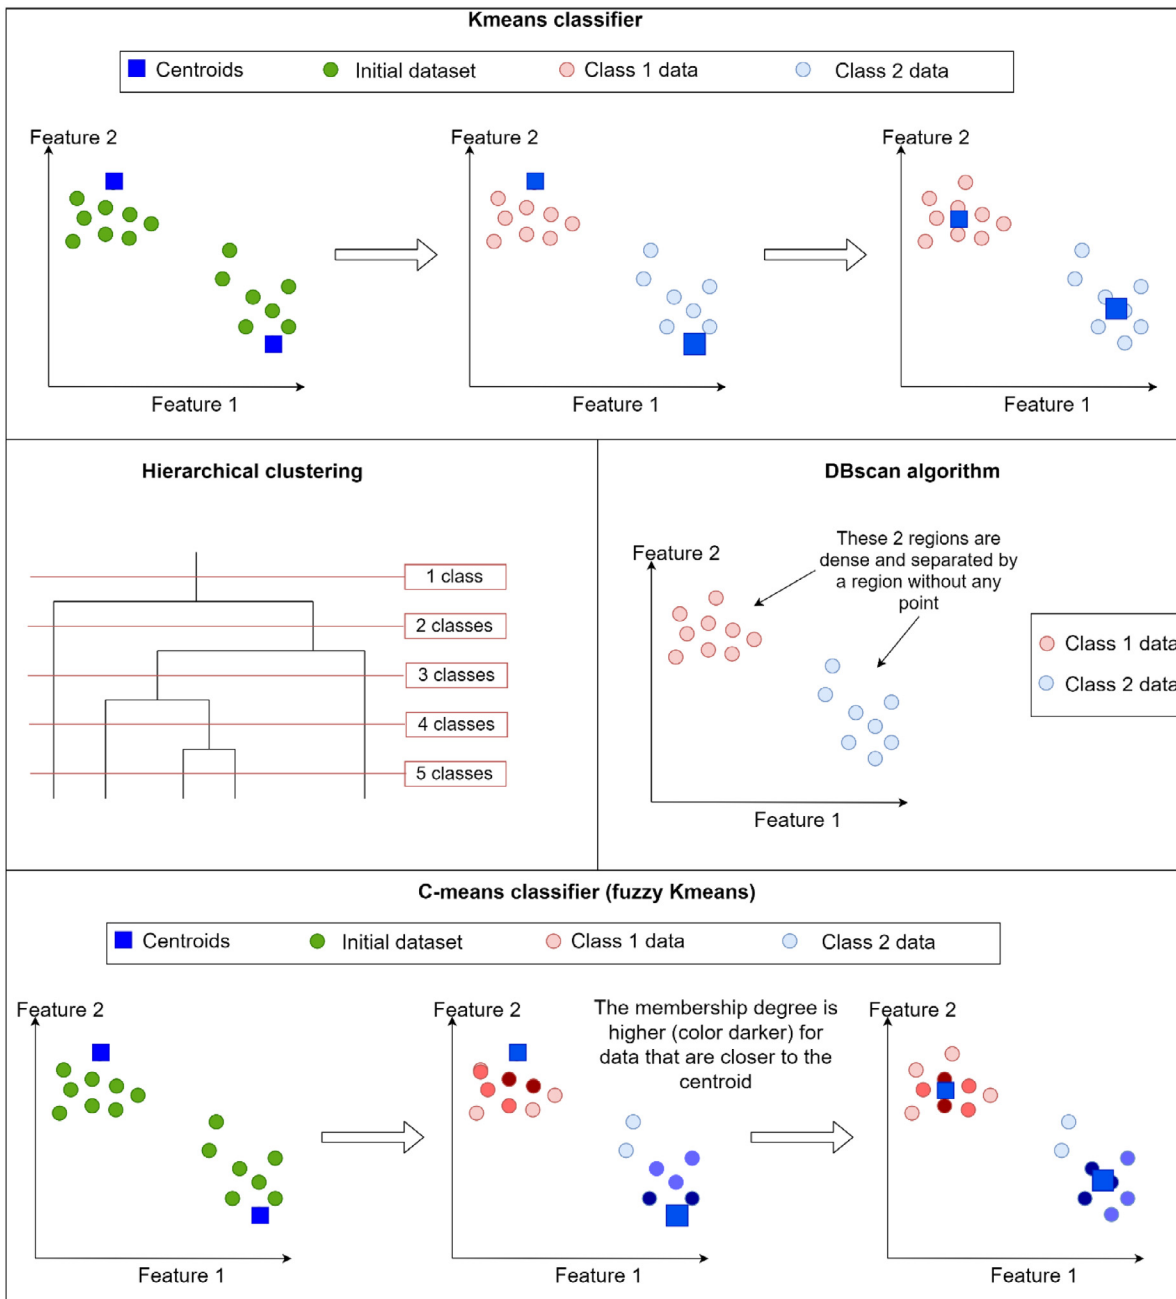 Kmeans classifier
Centroids
Initial dataset
Class 1 data
Class 2 data
Feature 2
Feature 1
Feature 2
Feature 1
Feature 2
Feature 1
Hierarchical clustering
1 class
2 classes
3 classes
4 classes
5 classes
DBscan algorithm
These 2 regions are
dense and separated by
a region without any
point
Feature 2
Feature 1
Class 1 data
Class 2 data
C-means classifier (fuzzy Kmeans)
Centroids
Initial dataset
Class 1 data
Class 2 data
Feature 2
Feature 1
Feature 2
The membership degree is
higher (color darker) for
data that are closer to the
centroid
Feature 1
Feature 2
Feature 1